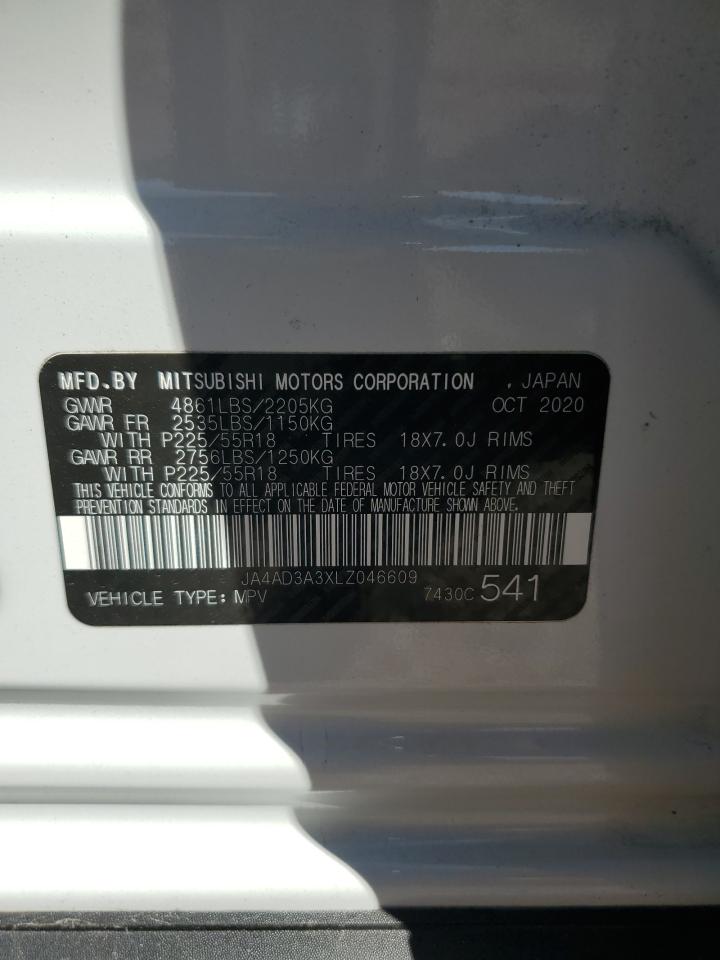 MFD.BY MITSUBISHI MOTORS CORPORATION , JAPAN
GVWR 4861LBS/2205KG OCT 2020
GAWR FR 2535LBS/1150KG
WITH P225/55R18 TIRES 18X7.0J RIMS
GAWR RR 2756LBS/1250KG
WITH P225/55R18 TIRES 18X7.0J RIMS
THIS VEHICLE CONFORMS TO ALL APPLICABLE FEDERAL MOTOR VEHICLE SAFETY AND THEFT
PREVENTION STANDARDS IN EFFECT ON THE DATE OF MANUFACTURE SHOWN ABOVE.
JA4AD3A3XLZ046609
VEHICLE TYPE: MPV 7430C 541